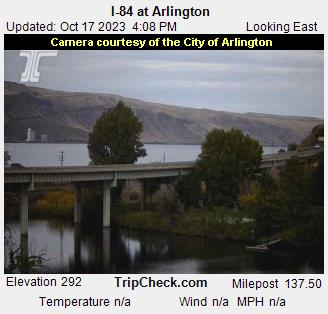 I-84 at Arlington
Updated: Oct 17 2023 4:08 PM Looking East
Camera courtesy of the City of Arlington
Elevation 292 TripCheck.com Milepost 137.50
Temperature n/a Wind n/a MPH n/a